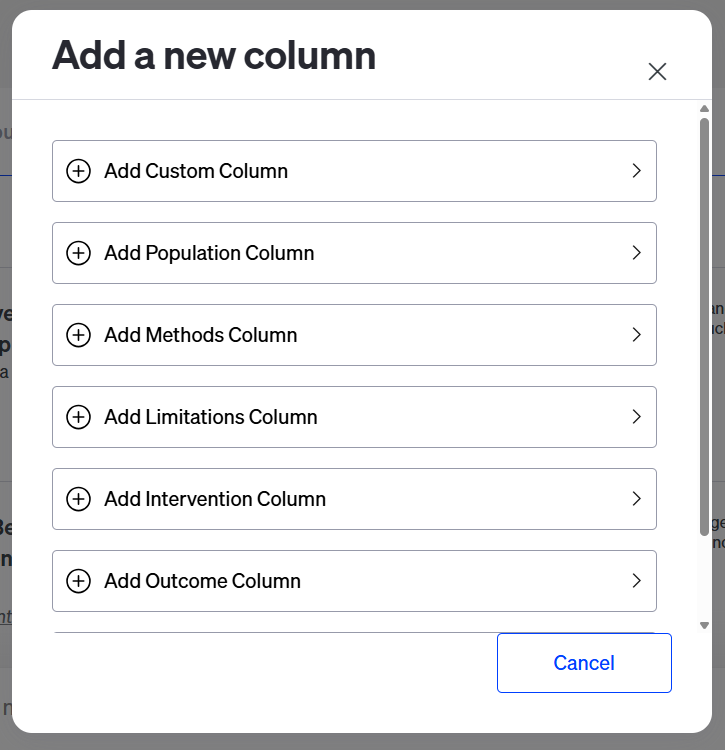 Add a new column
Add Custom Column
Add Population Column
Add Methods Column
Add Limitations Column
Add Intervention Column
Add Outcome Column
Cancel